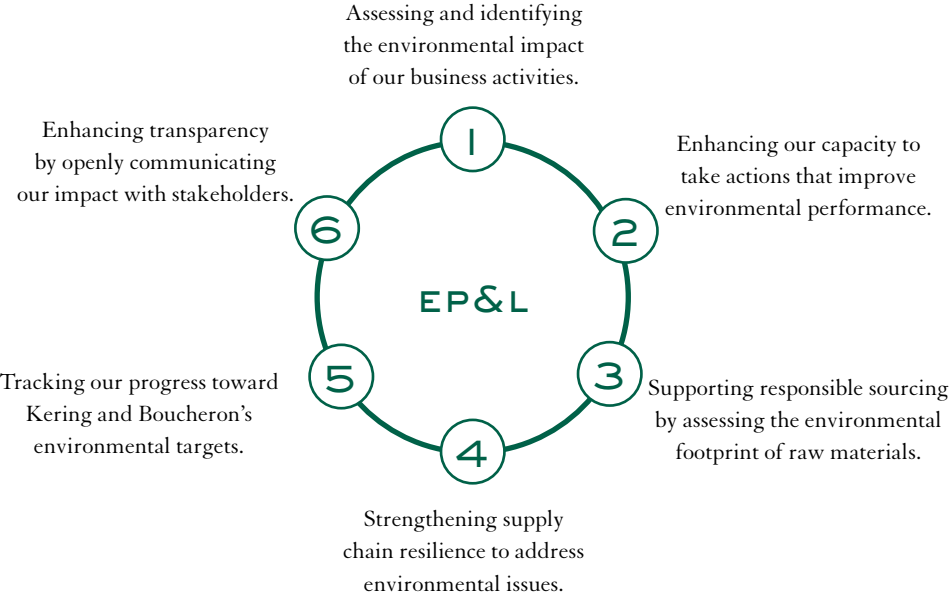 Assessing and identifying
the environmental impact
of our business activities.
1
Enhancing our capacity to
take actions that improve
environmental performance.
2
Supporting responsible sourcing
by assessing the environmental
footprint of raw materials.
3
Strengthening supply
chain resilience to address
environmental issues.
4
Tracking our progress toward
Kering and Boucheron’s
environmental targets.
5
Enhancing transparency
by openly communicating
our impact with stakeholders.
6
EP&L